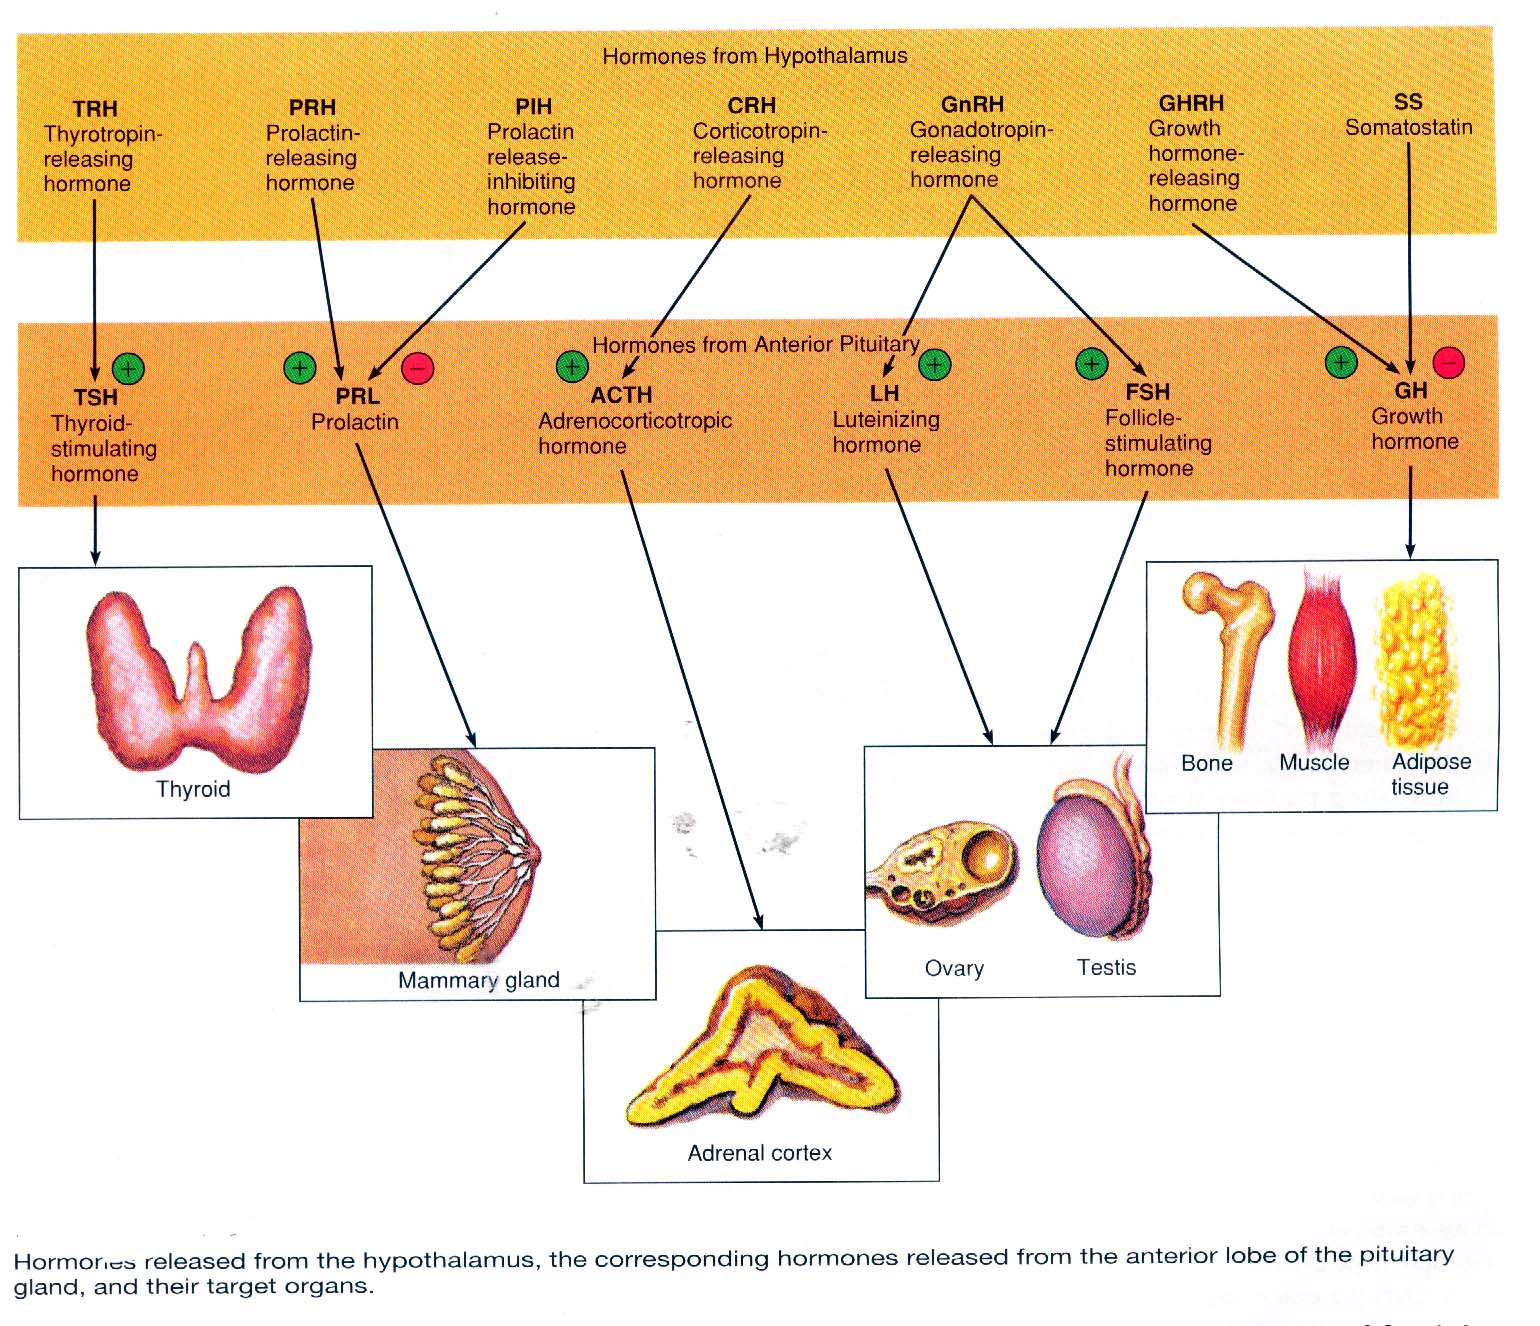 Hormones from Hypothalamus
TRH
Thyrotropin-
releasing
hormone
PRH
Prolactin-
releasing
hormone
PIH
Prolactin
release-
inhibiting
hormone
CRH
Corticotropin-
releasing
hormone
GnRH
Gonadotropin-
releasing
hormone
GHRH
Growth
hormone-
releasing
hormone
SS
Somatostatin
Hormones from Anterior Pituitary
+
TSH
Thyroid-
stimulating
hormone
+
−
PRL
Prolactin
+
ACTH
Adrenocorticotropic
hormone
+
LH
Luteinizing
hormone
+
FSH
Follicle-
stimulating
hormone
+
−
GH
Growth
hormone
Thyroid
Mammary gland
Adrenal cortex
Ovary
Testis
Bone
Muscle
Adipose
tissue
Hormones released from the hypothalamus, the corresponding hormones released from the anterior lobe of the pituitary
gland, and their target organs.